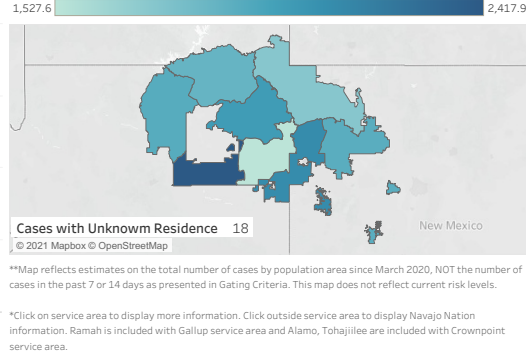 1,527.6 2,417.9
New Mexico
Cases with Unknowm Residence 18
© 2021 Mapbox © OpenStreetMap
**Map reflects estimates on the total number of cases by population area since March 2020, NOT the number of
cases in the past 7 or 14 days as presented in Gating Criteria. This map does not reflect current risk levels.
*Click on service area to display more information. Click outside service area to display Navajo Nation
information. Ramah is included with Gallup service area and Alamo, Tohajiilee are included with Crownpoint
service area.